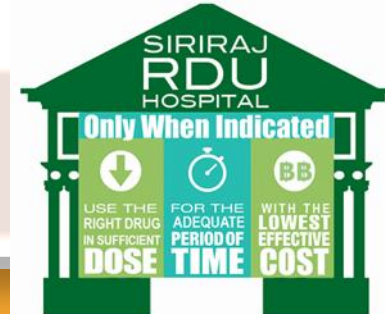 SIRIRAJ
RDU
HOSPITAL
Only When Indicated
USE THE
RIGHT DRUG
IN SUFFICIENT
DOSE
FOR THE
ADEQUATE
PERIOD OF
TIME
BB
WITH THE
LOWEST
EFFECTIVE
COST